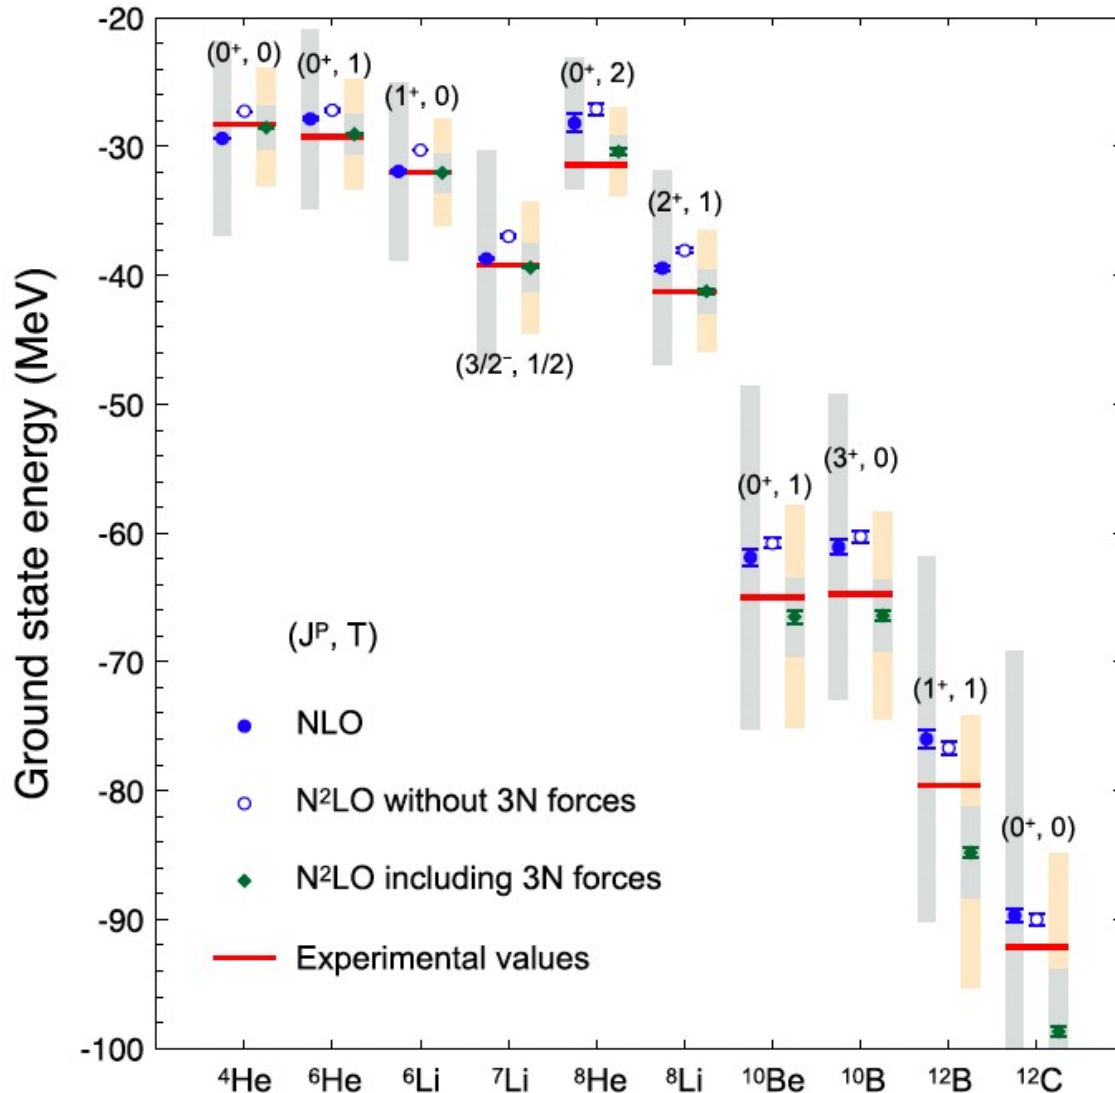 Ground state energy (MeV)
-20
-30
-40
-50
-60
-70
-80
-90
-100
(0⁺, 0)
(0⁺, 1)
(1⁺, 0)
(3/2⁻, 1/2)
(0⁺, 2)
(2⁺, 1)
(0⁺, 1)
(3⁺, 0)
(1⁺, 1)
(0⁺, 0)
(Jᴾ, T)
NLO
N²LO without 3N forces
N²LO including 3N forces
Experimental values
⁴He ⁶He ⁶Li ⁷Li ⁸He ⁸Li ¹⁰Be ¹⁰B ¹²B ¹²C